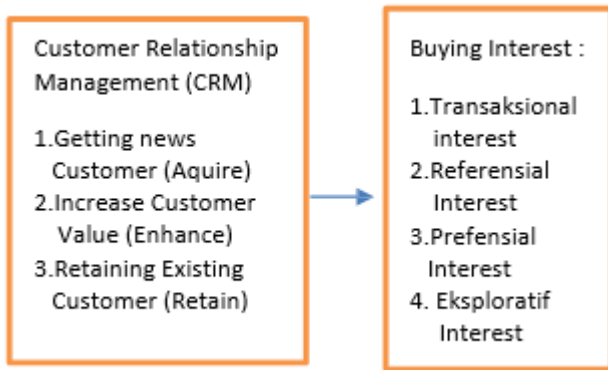 Customer Relationship
Management (CRM)
1.Getting news
Customer (Aquire)
2.Increase Customer
Value (Enhance)
3.Retaining Existing
Customer (Retain)
Buying Interest :
1.Transaksional
interest
2.Referensial
Interest
3.Prefensial
Interest
4. Eksploratif
Interest